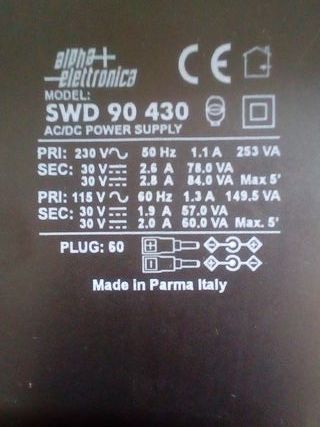 alpha+
elettronica
CE
MODEL:
SWD 90 430
AC/DC POWER SUPPLY
PRI: 230 V 50 Hz 1.1 A 253 VA
SEC: 30 V 2.6 A 78.0 VA
30 V 2.8 A 84.0 VA Max 5'
PRI: 115 V 60 Hz 1.3 A 149.5 VA
SEC: 30 V 1.9 A 57.0 VA
30 V 2.0 A 60.0 VA Max. 5'
PLUG: 60
Made in Parma Italy